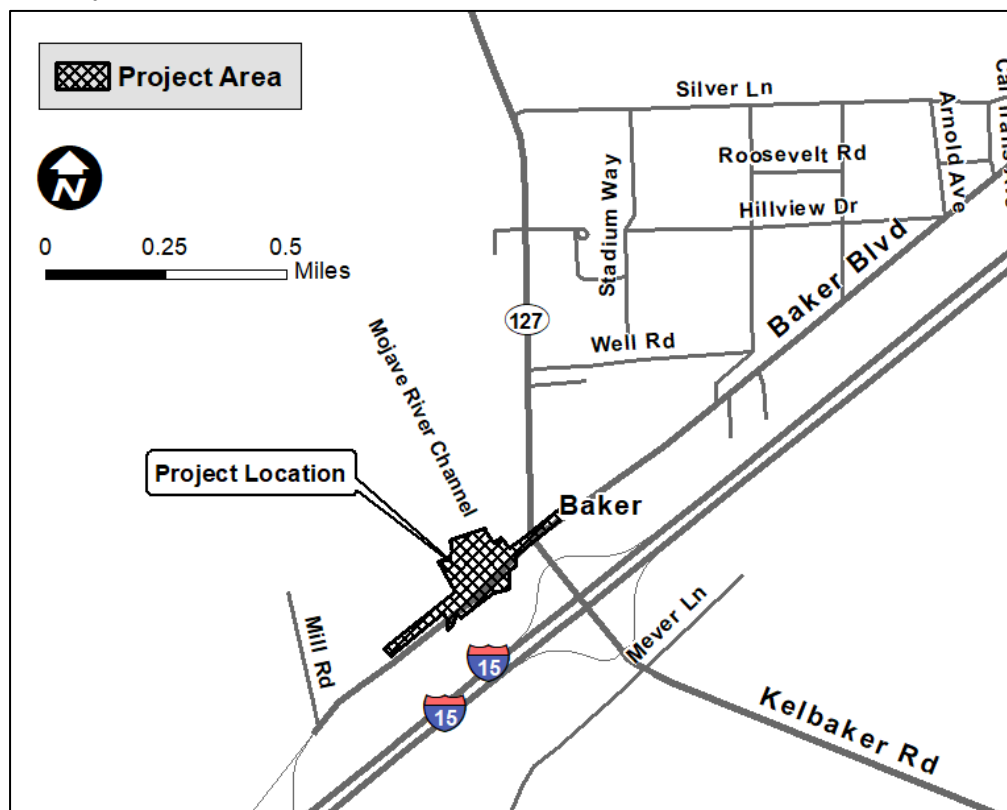 Project Area
N
0 0.25 0.5
Miles
Silver Ln
Roosevelt Rd
Arnold Ave
Hillview Dr
Stadium Way
Baker Blvd
127
Well Rd
Mojave River Channel
Project Location
Baker
Mill Rd
Meyer Ln
15
15
Kelbaker Rd